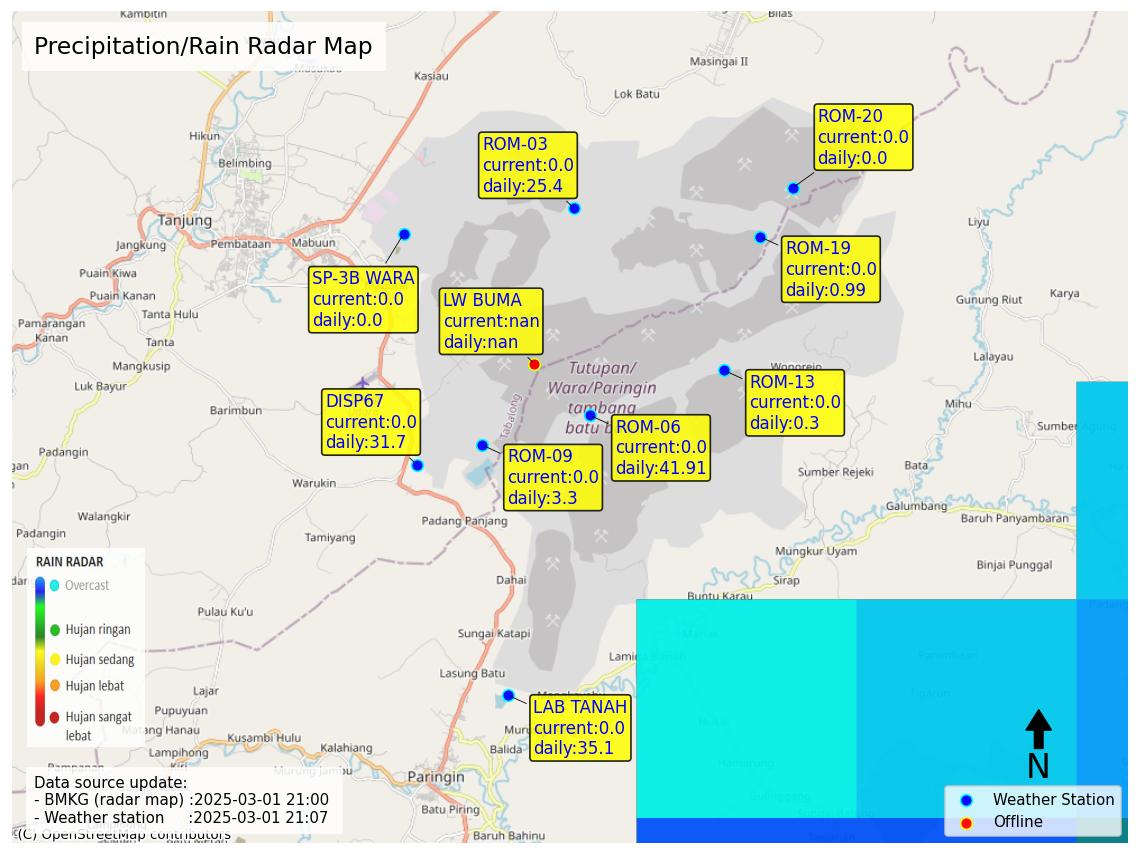 Precipitation/Rain Radar Map
Kambitin
Bilas
Masukau
Kasiau
Masingai II
Lok Batu
Hikun
Belimbing
ROM-03
current:0.0
daily:25.4
ROM-20
current:0.0
daily:0.0
Tanjung
Jangkung
Pembataan
Mabuun
Liyu
Puain Kiwa
Puain Kanan
SP-3B WARA
current:0.0
daily:0.0
LW BUMA
current:nan
daily:nan
ROM-19
current:0.0
daily:0.99
Gunung Riut
Karya
Tanta Hulu
Pamarangan
Kanan
Tanta
Mangkusip
Luk Bayur
Lalayau
Wonorejo
Tutupan/
Wara/Paringin
tambang
batu b
Tabalong
DISP67
current:0.0
daily:31.7
ROM-13
current:0.0
daily:0.3
ROM-06
current:0.0
daily:41.91
ROM-09
current:0.0
daily:3.3
Barimbun
Mihu
Sumber Agung
Padangin
gan
Warukin
Sumber Rejeki
Bata
Galumbang
Baruh Panyambaran
Walangkir
Padangin
Tamiyang
Padang Panjang
Mungkur Uyam
Binjai Punggal
Sirap
Buntu Karau
Dahai
Pulau Ku'u
Sungai Katapi
Lasung Batu
RAIN RADAR
Overcast
Hujan ringan
Hujan sedang
Hujan lebat
Hujan sangat
lebat
Lajar
Pupuyuan
Matang Hanau
Lampihong
Kusambi Hulu
Kalahiang
Murung Jambu
LAB TANAH
current:0.0
daily:35.1
Balida
Paringin
Batu Piring
Baruh Bahinu
N
Data source update:
- BMKG (radar map) :2025-03-01 21:00
- Weather station :2025-03-01 21:07
(C) OpenStreetMap contributors
Weather Station
Offline